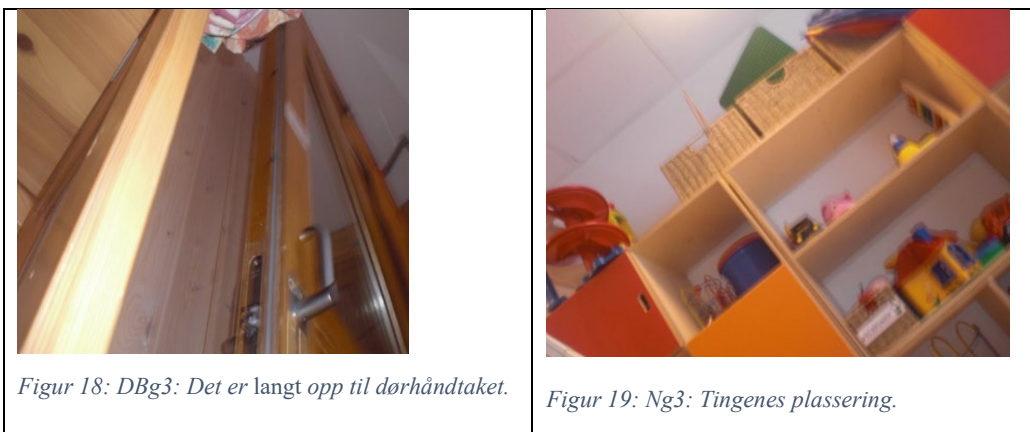 Figur 18: DBg3: Det er langt opp til dørhåndtaket.
Figur 19: Ng3: Tingenes plassering.